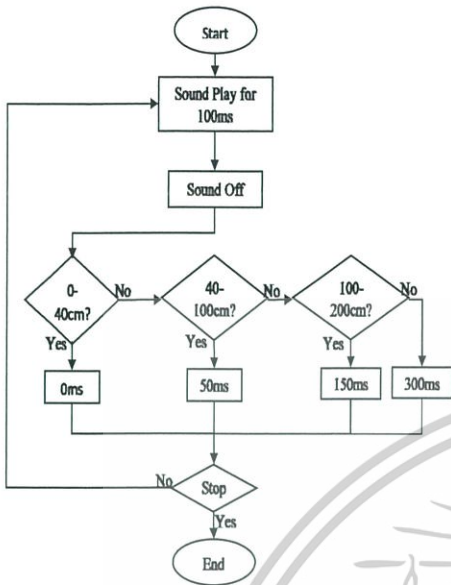 Start
Sound Play for
100ms
Sound Off
0-
40cm?
No
40-
100cm?
No
100-
200cm?
No
Yes
Yes
Yes
0ms
50ms
150ms
300ms
No
Stop
Yes
End